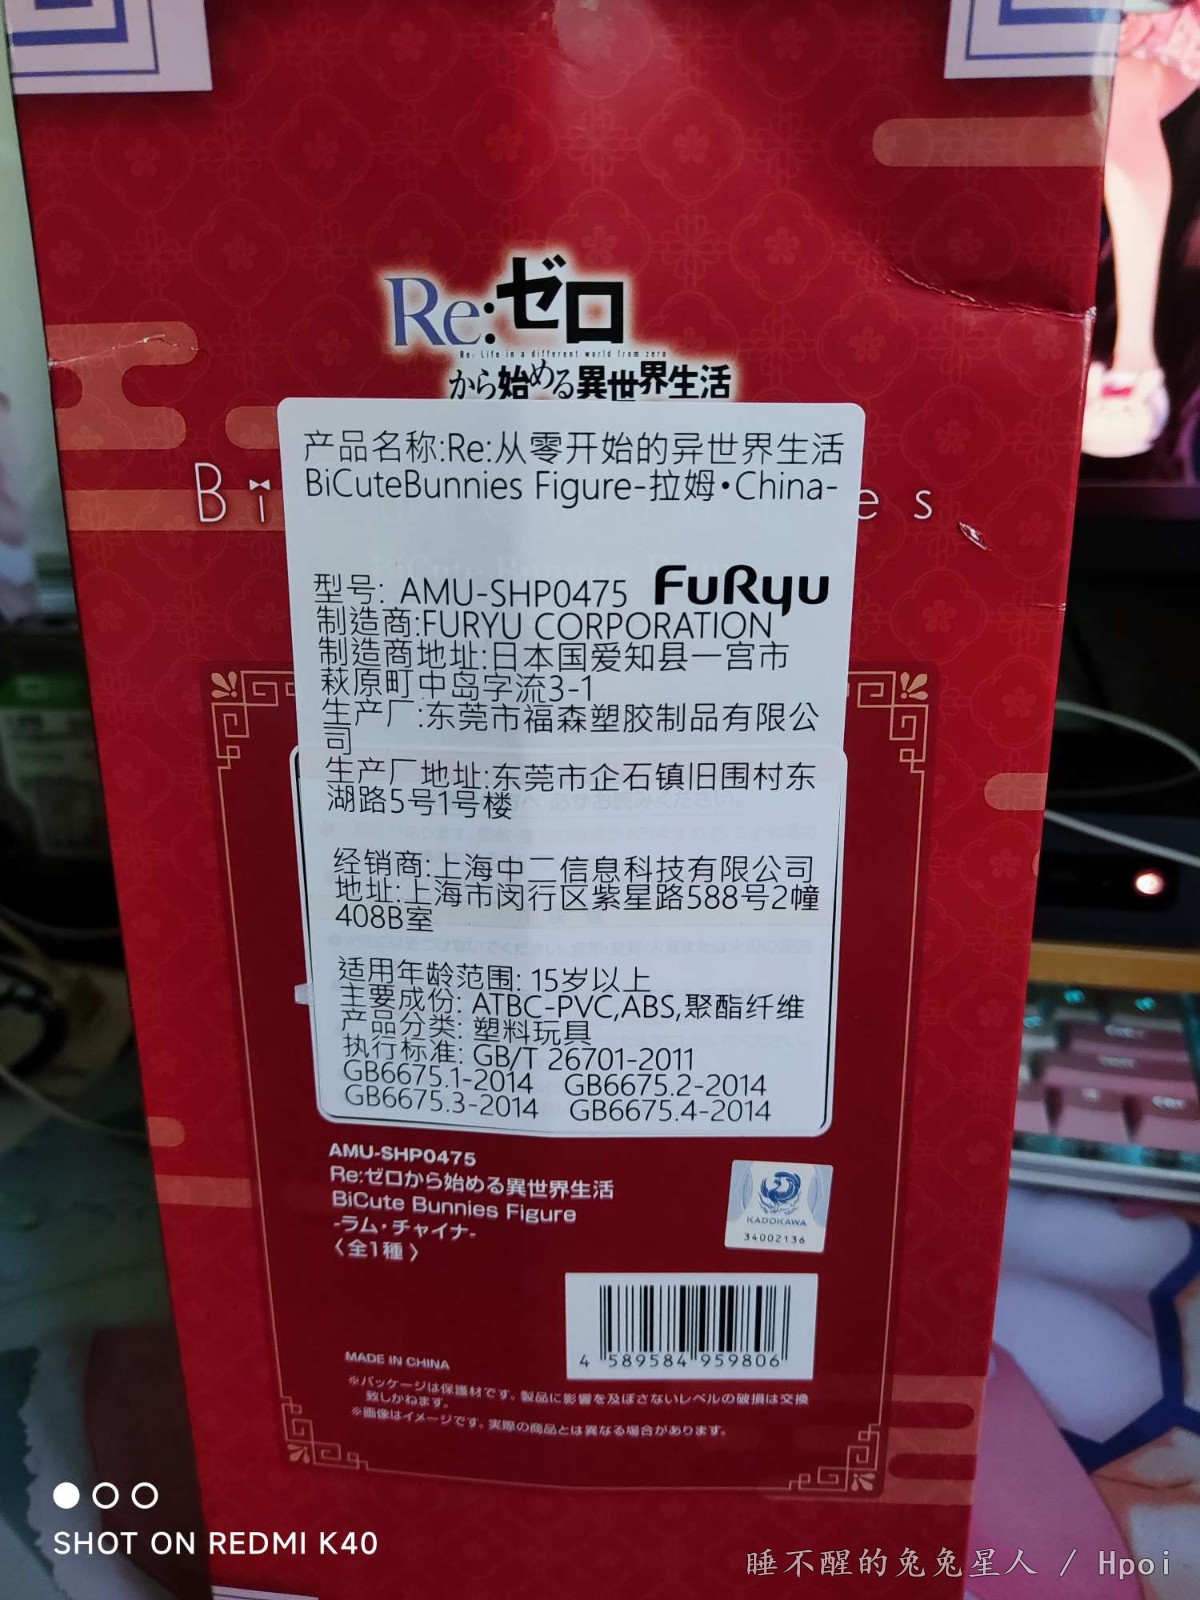 Re:ゼロ
Re: Life in a different world from zero
から始める異世界生活
Bi
es
产品名称:Re:从零开始的异世界生活
BiCuteBunnies Figure-拉姆•China-
型号: AMU-SHP0475 FuRyu
制造商:FURYU CORPORATION
制造商地址:日本国爱知县一宫市
萩原町中岛字流3-1
生产厂:东莞市福森塑胶制品有限公
司
生产厂地址:东莞市企石镇旧围村东
湖路5号1号楼
经销商:上海中二信息科技有限公司
地址:上海市闵行区紫星路588号2幢
408B室
适用年龄范围: 15岁以上
主要成份: ATBC-PVC,ABS,聚酯纤维
产品分类: 塑料玩具
执行标准: GB/T 26701-2011
GB6675.1-2014 GB6675.2-2014
GB6675.3-2014 GB6675.4-2014
AMU-SHP0475
Re:ゼロから始める異世界生活
BiCute Bunnies Figure
-ラム・チャイナ-
〈全1種〉
KADOKAWA
34002136
4 589584 959806
MADE IN CHINA
※パッケージは保護材です。製品に影響を及ぼさないレベルの破損は交換
致しかねます。
※画像はイメージです。実際の商品とは異なる場合があります。
SHOT ON REDMI K40
睡不醒的兔兔星人 / Hpoi